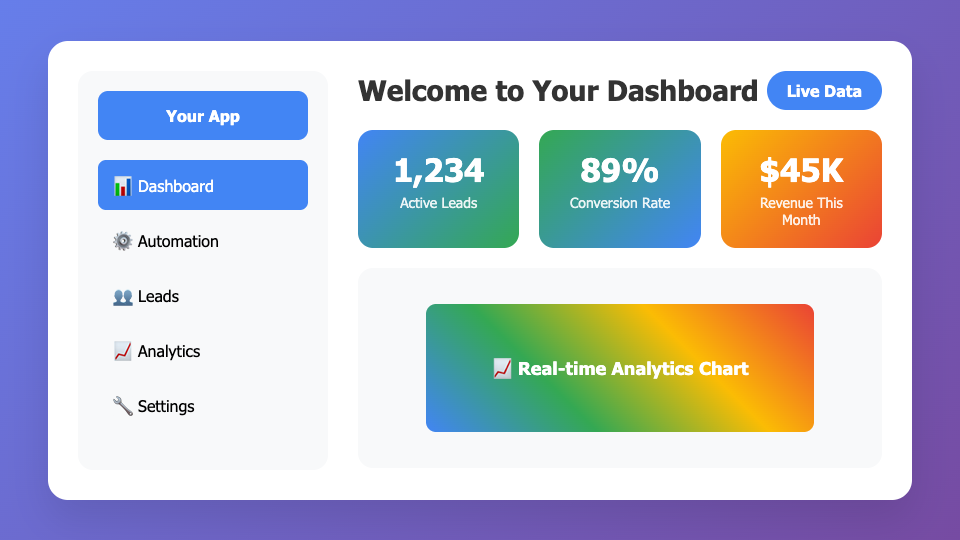 Your App
📊 Dashboard
⚙️ Automation
👥 Leads
📈 Analytics
🔧 Settings
Welcome to Your Dashboard
Live Data
1,234
Active Leads
89%
Conversion Rate
$45K
Revenue This
Month
📈 Real-time Analytics Chart